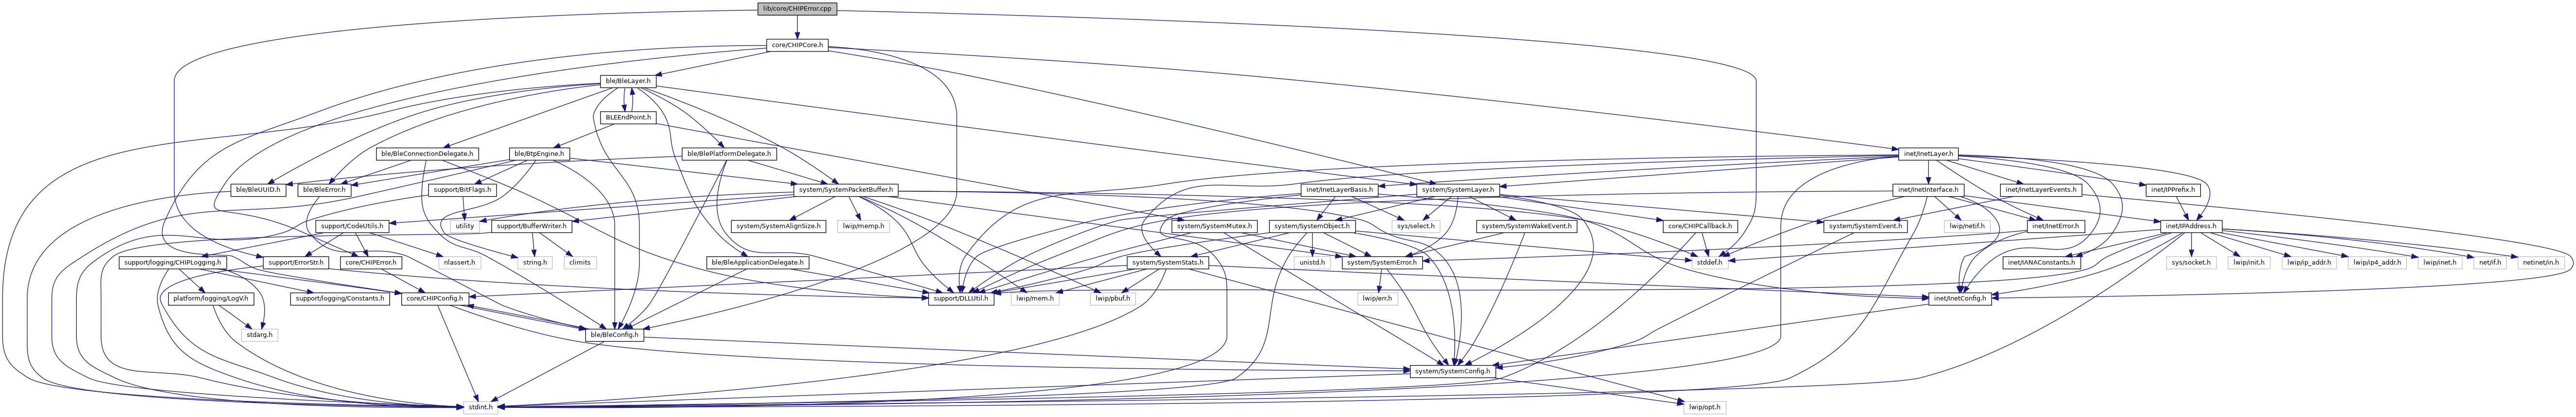 lib/core/CHIPError.cpp
core/CHIPCore.h
ble/BleLayer.h
BLEEndPoint.h
ble/BleConnectionDelegate.h
ble/BtpEngine.h
ble/BlePlatformDelegate.h
inet/InetLayer.h
ble/BleUUID.h
ble/BleError.h
support/BitFlags.h
system/SystemPacketBuffer.h
inet/InetLayerBasis.h
system/SystemLayer.h
inet/InetInterface.h
inet/InetLayerEvents.h
inet/IPPrefix.h
support/CodeUtils.h
utility
support/BufferWriter.h
system/SystemAlignSize.h
lwip/memp.h
system/SystemMutex.h
system/SystemObject.h
sys/select.h
system/SystemWakeEvent.h
core/CHIPCallback.h
system/SystemEvent.h
lwip/netif.h
inet/InetError.h
inet/IPAddress.h
support/logging/CHIPLogging.h
support/ErrorStr.h
core/CHIPError.h
nlassert.h
string.h
climits
ble/BleApplicationDelegate.h
system/SystemStats.h
unistd.h
system/SystemError.h
stddef.h
inet/IANAConstants.h
sys/socket.h
lwip/init.h
lwip/ip_addr.h
lwip/ip4_addr.h
lwip/inet.h
net/if.h
netinet/in.h
platform/logging/LogV.h
support/logging/Constants.h
core/CHIPConfig.h
support/DLLUtil.h
lwip/mem.h
lwip/pbuf.h
lwip/err.h
inet/InetConfig.h
stdarg.h
ble/BleConfig.h
system/SystemConfig.h
stdint.h
lwip/opt.h